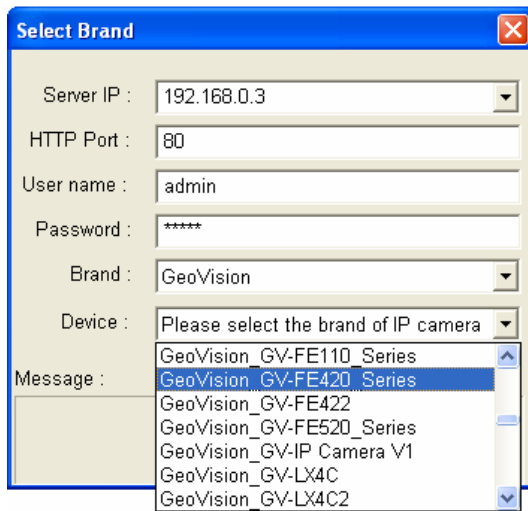 Select Brand
Server IP : 192.168.0.3
HTTP Port : 80
User name : admin
Password : *****
Brand : GeoVision
Device : Please select the brand of IP camera
GeoVision_GV-FE110_Series
Message : GeoVision_GV-FE420_Series
GeoVision_GV-FE422
GeoVision_GV-FE520_Series
GeoVision_GV-IP Camera V1
GeoVision_GV-LX4C
GeoVision_GV-LX4C2